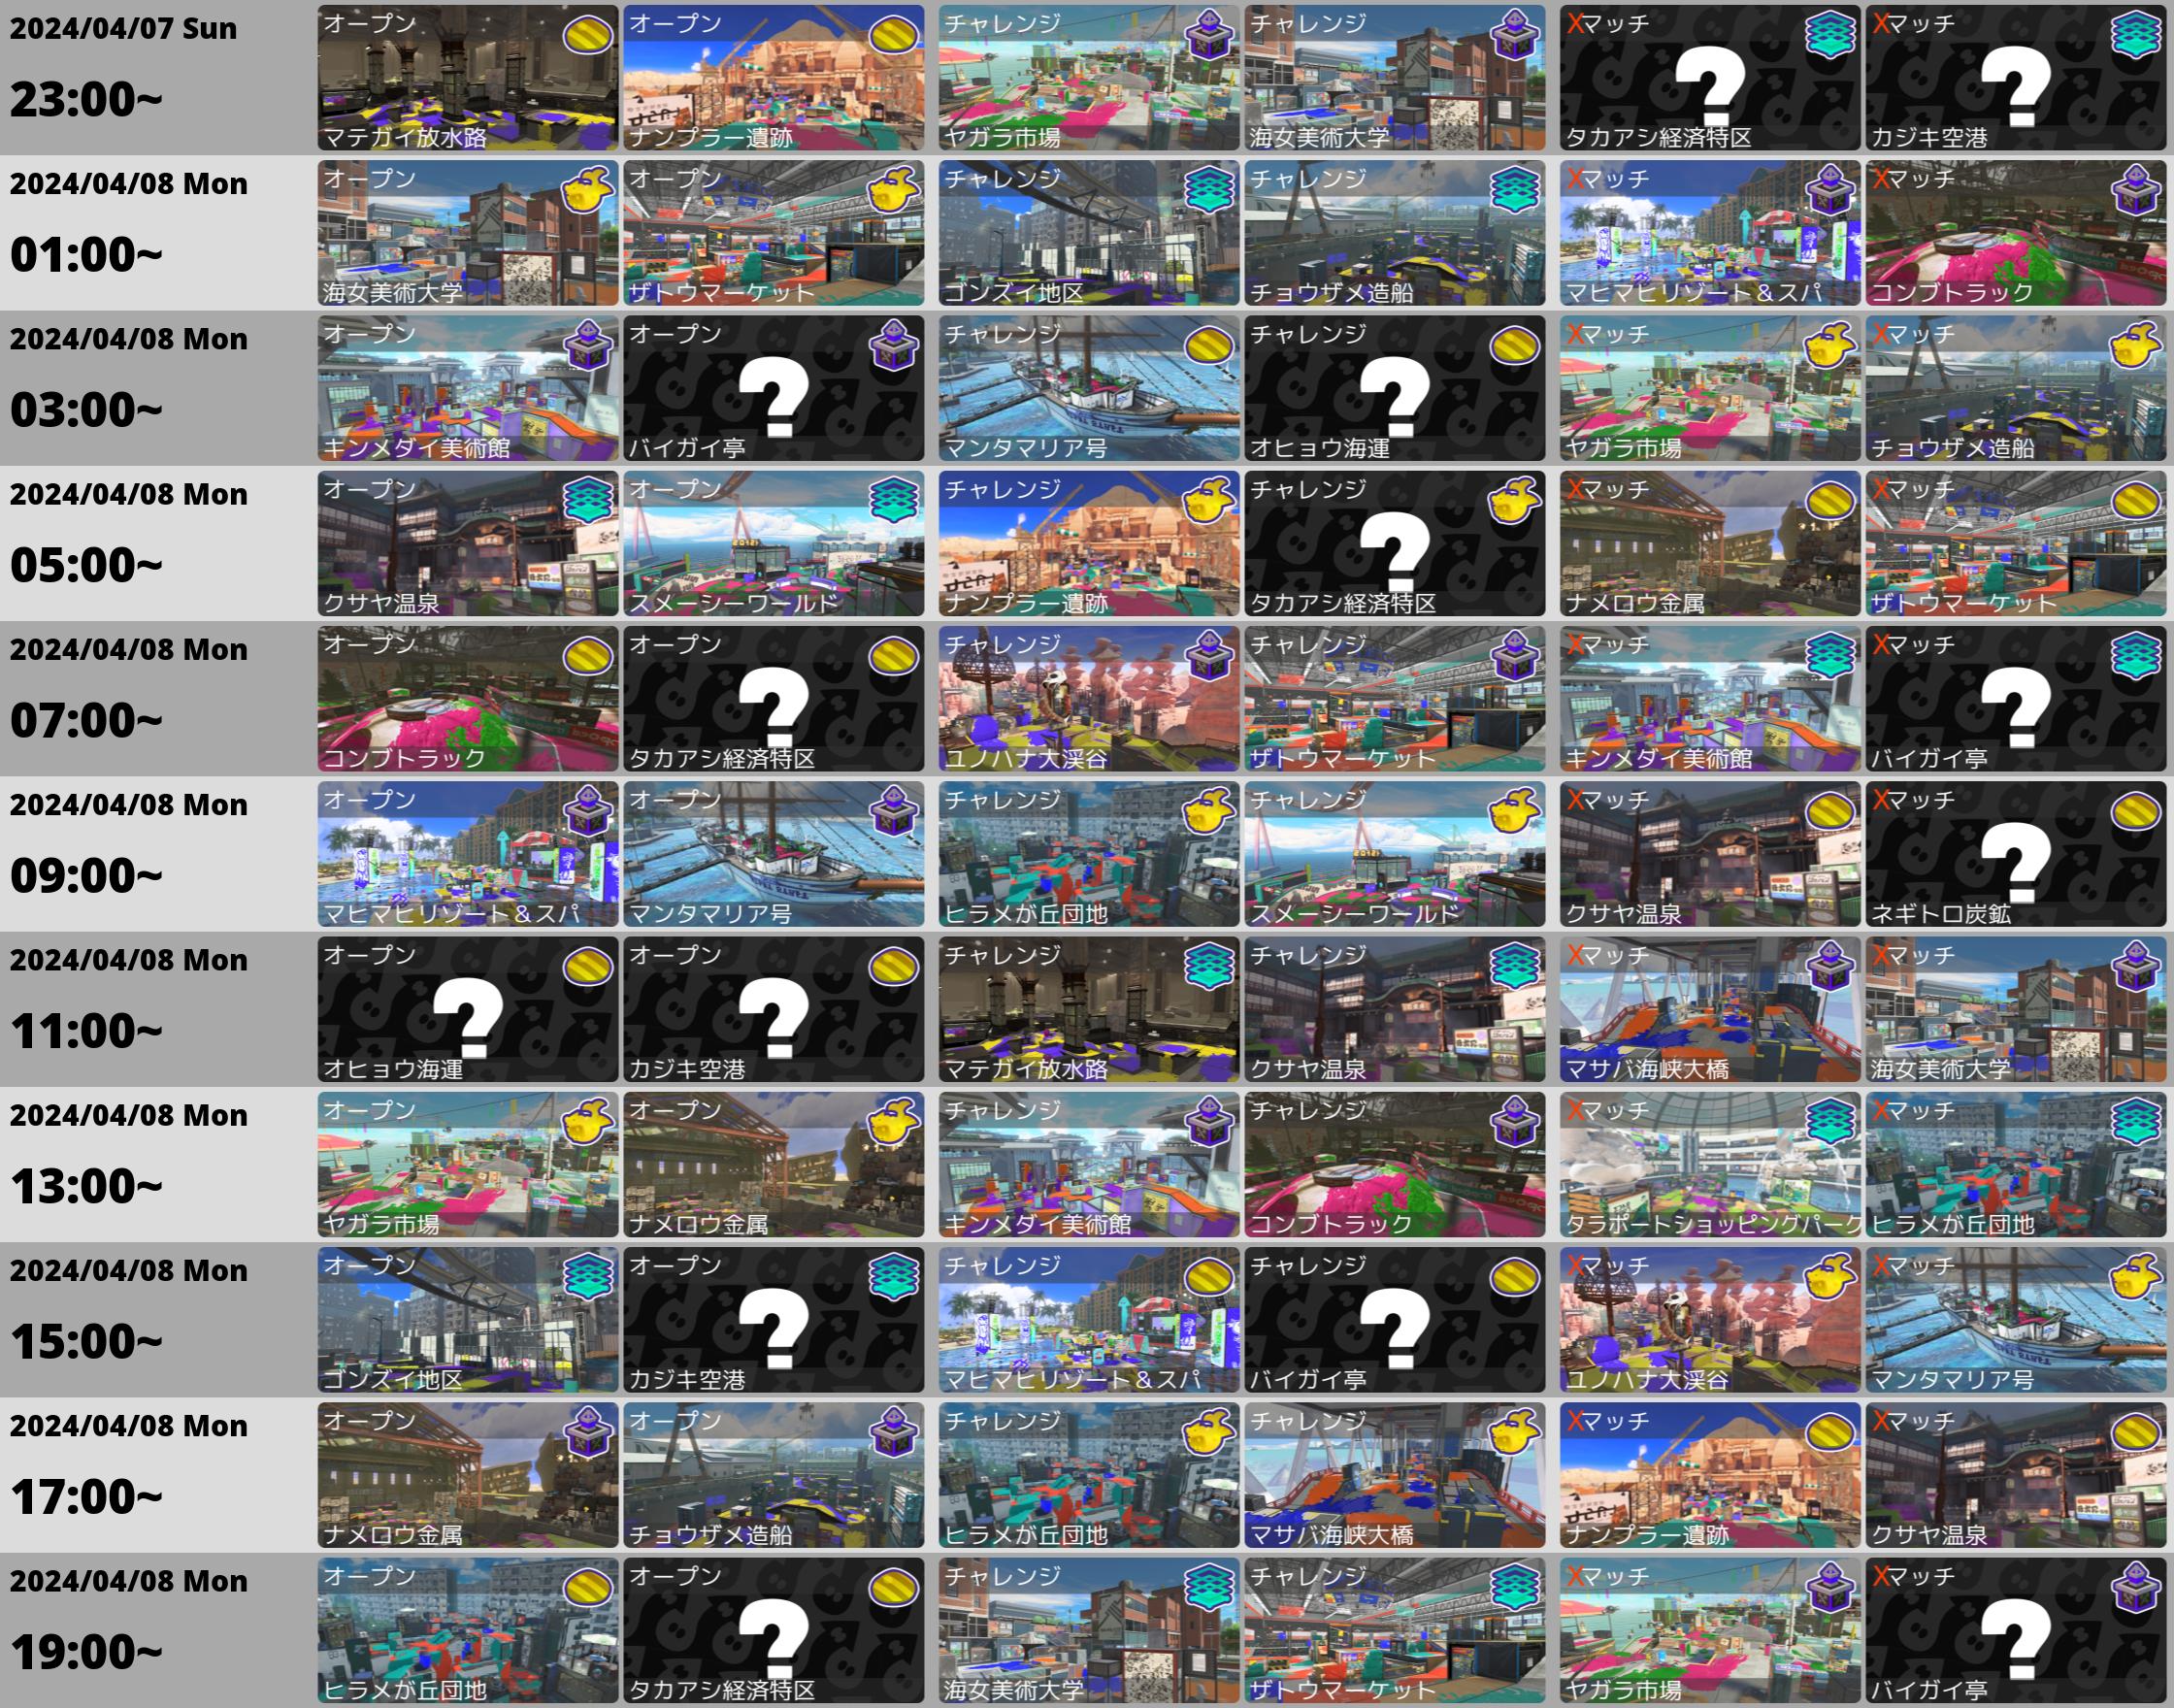 2024/04/07 Sun
23:00~
オープン
マテガイ放水路
オープン
ナンプラー遺跡
チャレンジ
ヤガラ市場
チャレンジ
海女美術大学
Xマッチ
タカアシ経済特区
Xマッチ
カジキ空港
2024/04/08 Mon
01:00~
オープン
海女美術大学
オープン
ザトウマーケット
チャレンジ
ゴンズイ地区
チャレンジ
チョウザメ造船
Xマッチ
マヒマヒリゾート&スパ
Xマッチ
コンブトラック
2024/04/08 Mon
03:00~
オープン
キンメダイ美術館
オープン
バイガイ亭
チャレンジ
マンタマリア号
チャレンジ
オヒョウ海運
Xマッチ
ヤガラ市場
Xマッチ
チョウザメ造船
2024/04/08 Mon
05:00~
オープン
クサヤ温泉
オープン
スメーシーワールド
チャレンジ
ナンプラー遺跡
チャレンジ
タカアシ経済特区
Xマッチ
ナメロウ金属
Xマッチ
ザトウマーケット
2024/04/08 Mon
07:00~
オープン
コンブトラック
オープン
タカアシ経済特区
チャレンジ
ユノハナ大渓谷
チャレンジ
ザトウマーケット
Xマッチ
キンメダイ美術館
Xマッチ
バイガイ亭
2024/04/08 Mon
09:00~
オープン
マヒマヒリゾート&スパ
オープン
マンタマリア号
チャレンジ
ヒラメが丘団地
チャレンジ
スメーシーワールド
Xマッチ
クサヤ温泉
Xマッチ
ネギトロ炭鉱
2024/04/08 Mon
11:00~
オープン
オヒョウ海運
オープン
カジキ空港
チャレンジ
マテガイ放水路
チャレンジ
クサヤ温泉
Xマッチ
マサバ海峡大橋
Xマッチ
海女美術大学
2024/04/08 Mon
13:00~
オープン
ヤガラ市場
オープン
ナメロウ金属
チャレンジ
キンメダイ美術館
チャレンジ
コンブトラック
Xマッチ
タラポートショッピングパーク
Xマッチ
ヒラメが丘団地
2024/04/08 Mon
15:00~
オープン
ゴンズイ地区
オープン
カジキ空港
チャレンジ
マヒマヒリゾート&スパ
チャレンジ
バイガイ亭
Xマッチ
ユノハナ大渓谷
Xマッチ
マンタマリア号
2024/04/08 Mon
17:00~
オープン
ナメロウ金属
オープン
チョウザメ造船
チャレンジ
ヒラメが丘団地
チャレンジ
マサバ海峡大橋
Xマッチ
ナンプラー遺跡
Xマッチ
クサヤ温泉
2024/04/08 Mon
19:00~
オープン
ヒラメが丘団地
オープン
タカアシ経済特区
チャレンジ
海女美術大学
チャレンジ
ザトウマーケット
Xマッチ
ヤガラ市場
Xマッチ
バイガイ亭